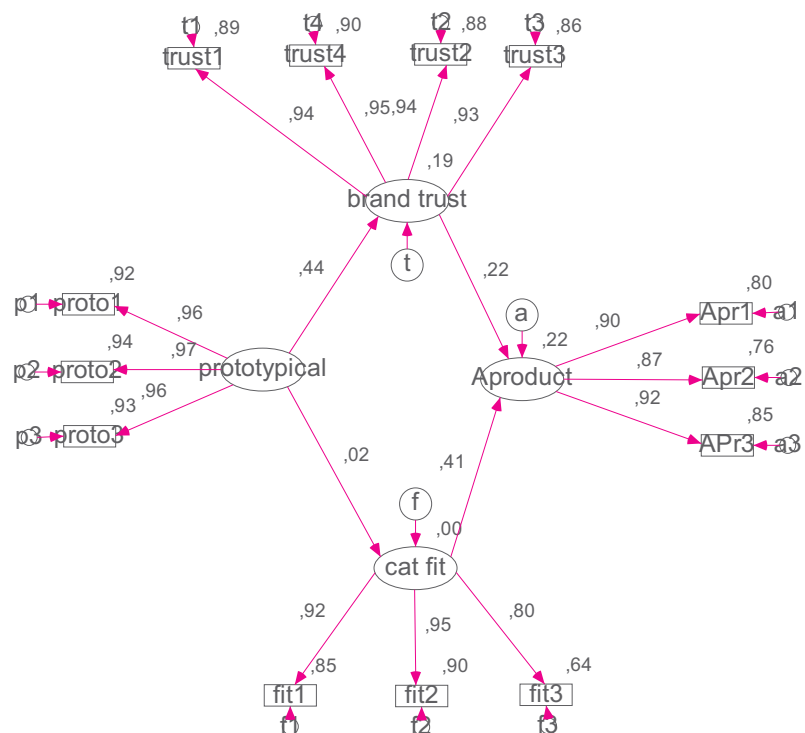 t1 ,89 t4 ,90 t2 ,88 t3 ,86
trust1 trust4 trust2 trust3
,94 ,95,94 ,93
,19
brand trust
t
,44 ,22
,92 a ,80
p1 proto1 Apr1 a1
,96 ,90
,94 ,22 ,76
p2 proto2 ,97 prototypical Aproduct ,87 Apr2 a2
,93 ,96 ,92 ,85
p3 proto3 APr3 a3
,02 ,41
f
,00
cat fit
,92 ,95 ,80
,85 ,90 ,64
fit1 fit2 fit3
f1 f2 f3